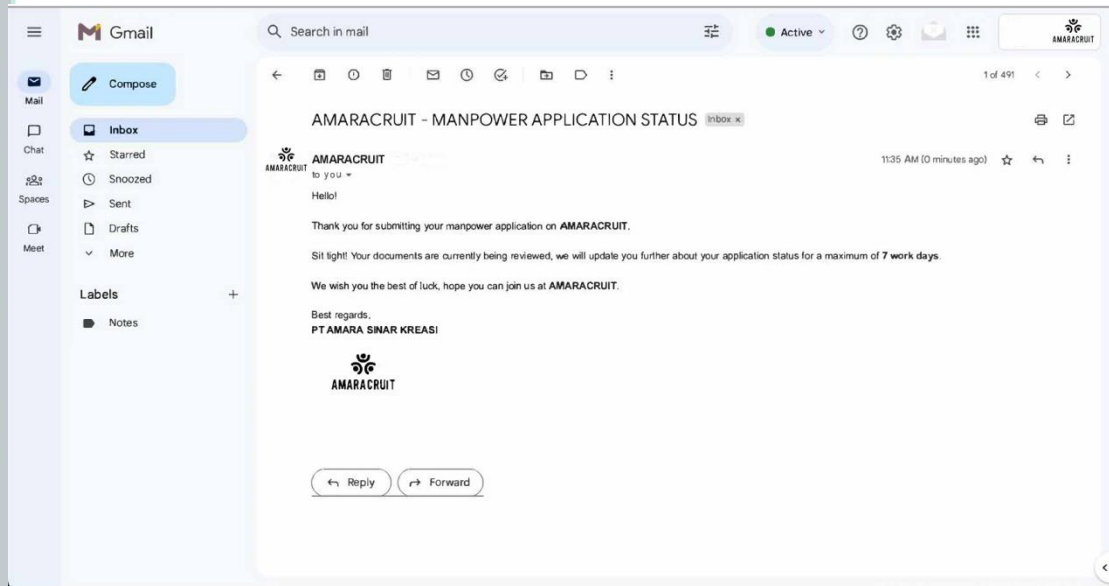 Gmail
Search in mail
Active
AMARACRUIT
Mail
Chat
Spaces
Meet
Compose
Inbox
Starred
Snoozed
Sent
Drafts
More
Labels
Notes
1 of 491
AMARACRUIT - MANPOWER APPLICATION STATUS Inbox x
AMARACRUIT
AMARACRUIT 11:35 AM (0 minutes ago)
to you
Hello!
Thank you for submitting your manpower application on AMARACRUIT.
Sit tight! Your documents are currently being reviewed, we will update you further about your application status for a maximum of 7 work days.
We wish you the best of luck, hope you can join us at AMARACRUIT.
Best regards,
PT AMARA SINAR KREASI
AMARACRUIT
Reply
Forward